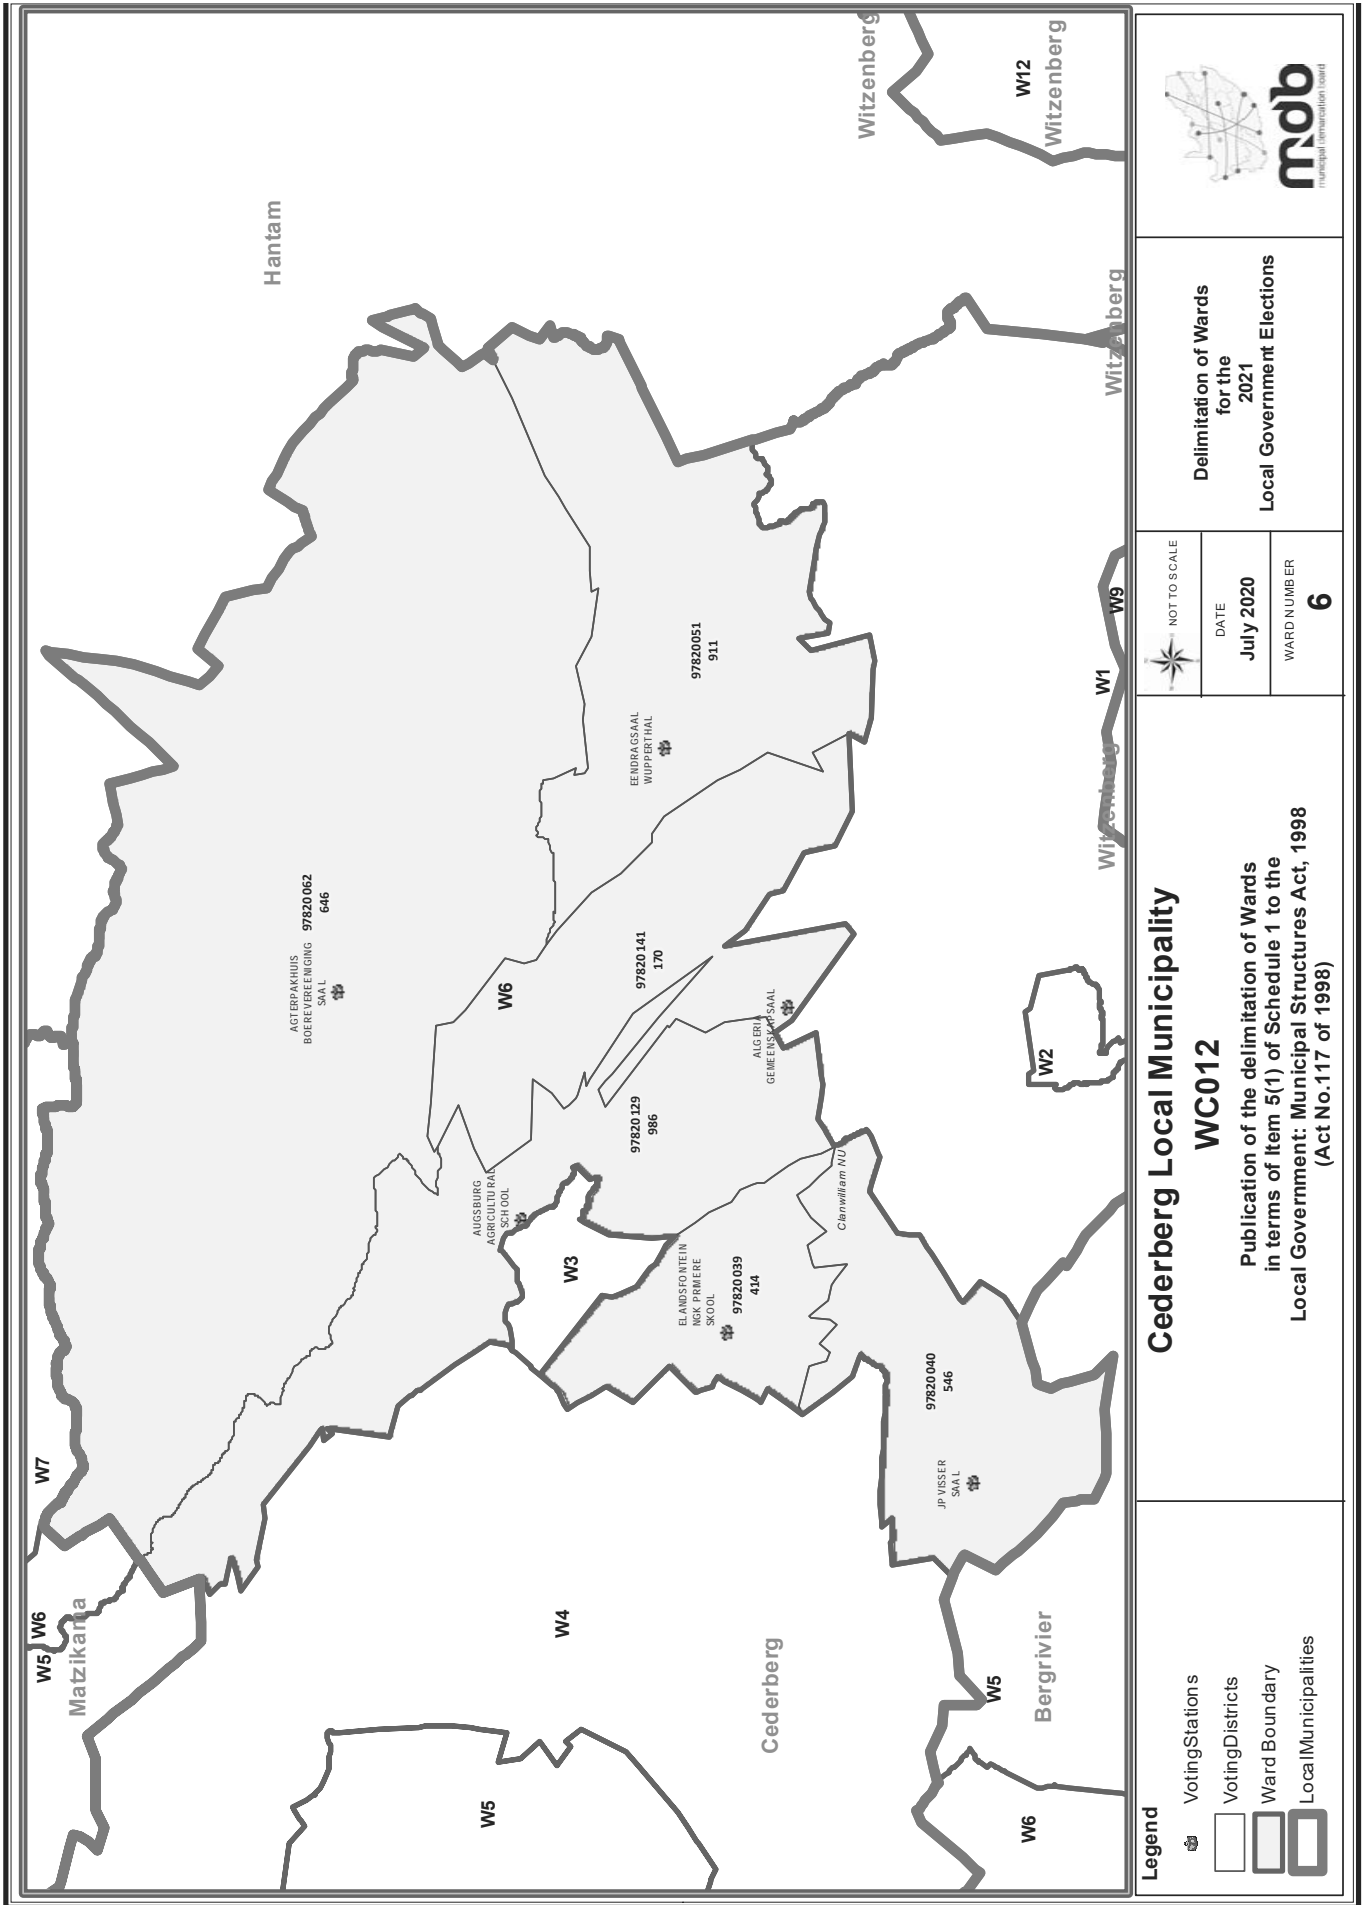 Hantam
Witzenberg
W12
Witzenberg
Witzenberg
W9
W1
Witzenberg
AGTERPAKHUIS
BOEREVEREENIGING
SAAL
97820062
646
EENDRAGSAAL
WUPPERTHAL
97820051
911
W6
97820141
170
ALGERIA
GEMEENSKAPSAAL
97820129
986
AUGSBURG
AGRICULTURAL
SCHOOL
W3
ELANDSFONTEIN
NGK PRIMERE
SKOOL
97820039
414
Clanwilliam NU
97820040
546
JP VISSER
SAAL
W2
W7
W6
W5
Matzikama
W4
Cederberg
W5
W5
Bergrivier
W6
Legend
VotingStations
VotingDistricts
Ward Boundary
LocalMunicipalities
Cederberg Local Municipality
WC012
Publication of the delimitation of Wards
in terms of Item 5(1) of Schedule 1 to the
Local Government: Municipal Structures Act, 1998
(Act No.117 of 1998)
NOT TO SCALE
DATE
July 2020
WARD NUMBER
6
Delimitation of Wards
for the
2021
Local Government Elections
mdb
municipal demarcation board